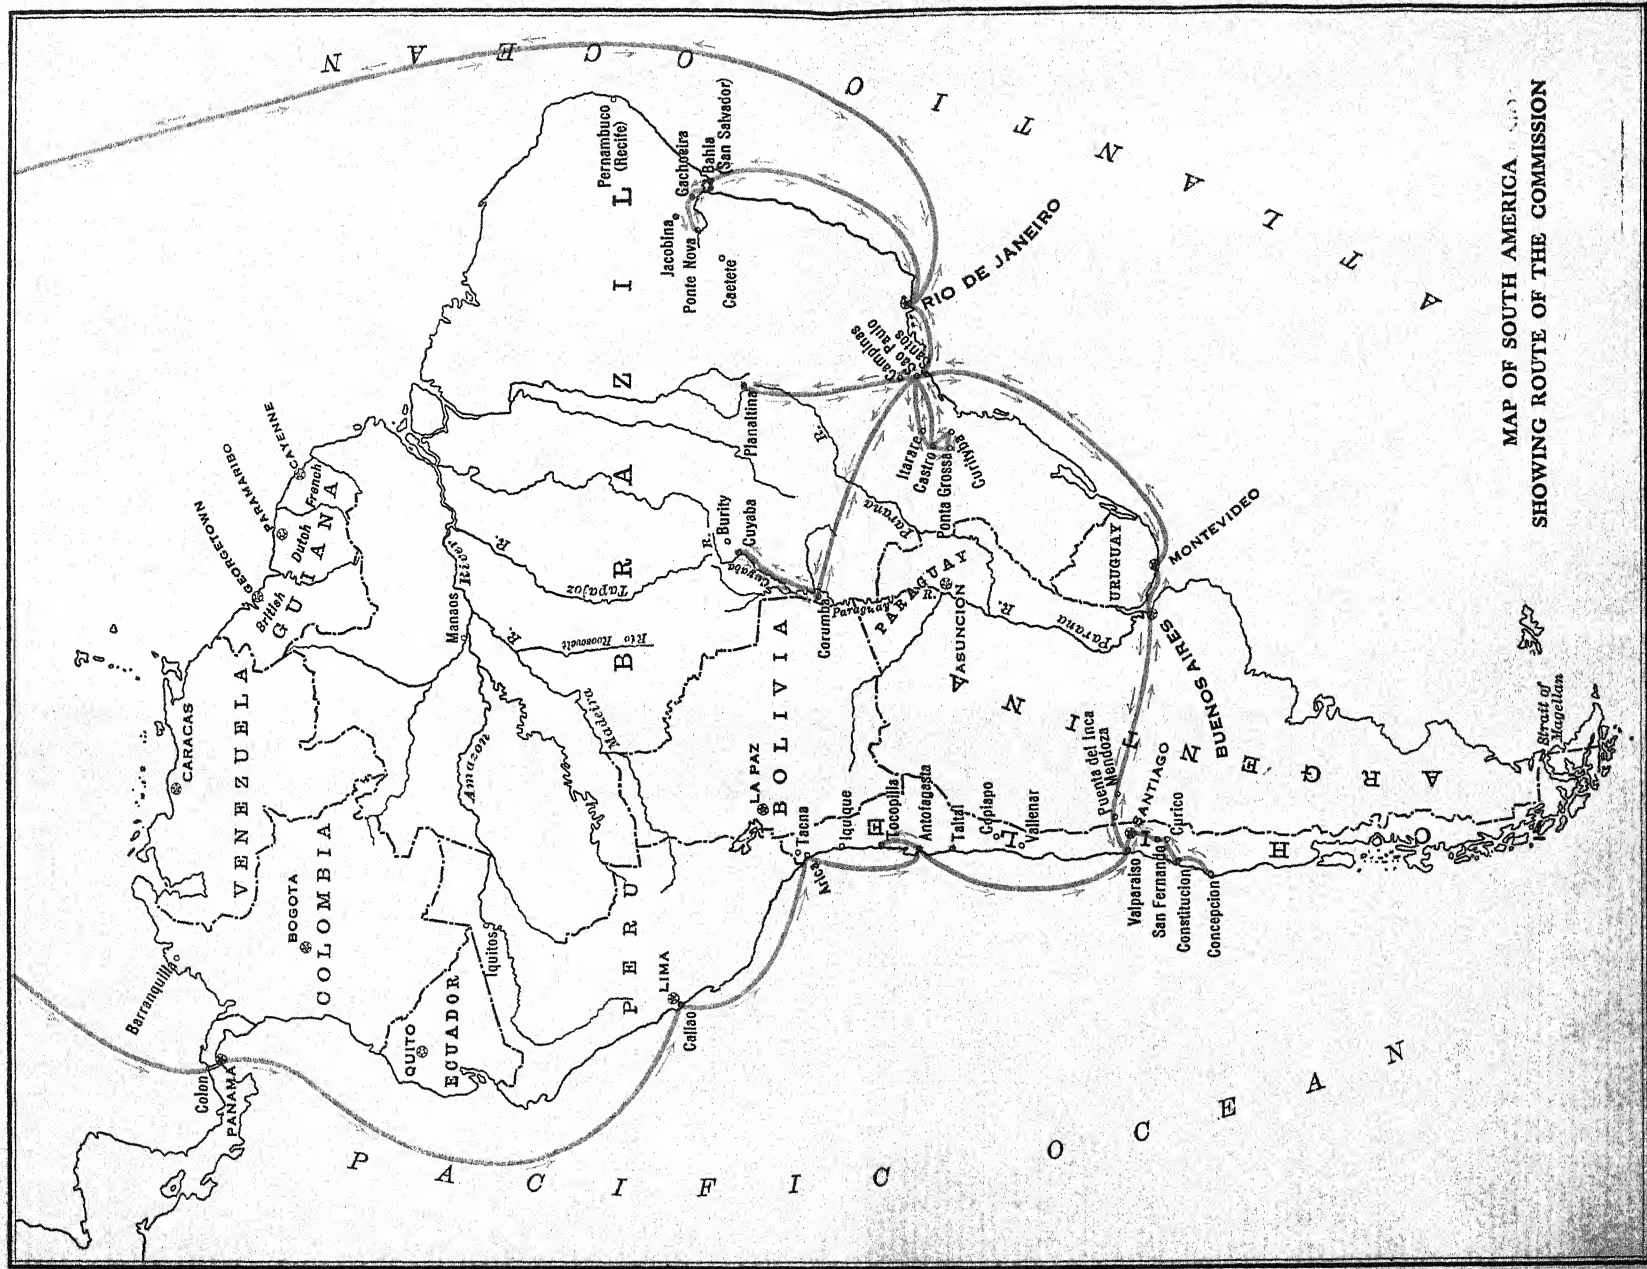 MAP OF SOUTH AMERICA
SHOWING ROUTE OF THE COMMISSION
ATLANTIC OCEAN
PACIFIC OCEAN
Colon
PANAMA
Barranquilla
CARACAS
VENEZUELA
BOGOTA
COLOMBIA
GEORGETOWN
PARAMARIBO
CAYENNE
British
Dutch
French
GUIANA
QUITO
ECUADOR
Iquitos
Amazon
Manaos
River
R.
Tapajoz
R.
Rio Roosevelt
Madeira
R.
BRAZIL
Pernambuco
(Recife)
Cachoeira
Bahia
(San Salvador)
Jacobina
Ponte Nova
Caetete
Planaltina
Burity
Cuyaba
Cuyaba
R.
PERU
LIMA
Callao
LA PAZ
BOLIVIA
Tacna
Arica
Iquique
Tocopilla
Antofagasta
Taltal
Copiapo
Vallenar
CHILE
Corumba
Paraguay
R.
PARAGUAY
ASUNCION
Parana
R.
Parana
R.
Campinas
Sao Paulo
Santos
RIO DE JANEIRO
Itarare
Castro
Ponta Grossa
Curityba
URUGUAY
MONTEVIDEO
BUENOS AIRES
ARGENTINA
Puenta del Inca
Mendoza
SANTIAGO
Valparaiso
San Fernando
Curico
Constitucion
Concepcion
Strait of
Magellan